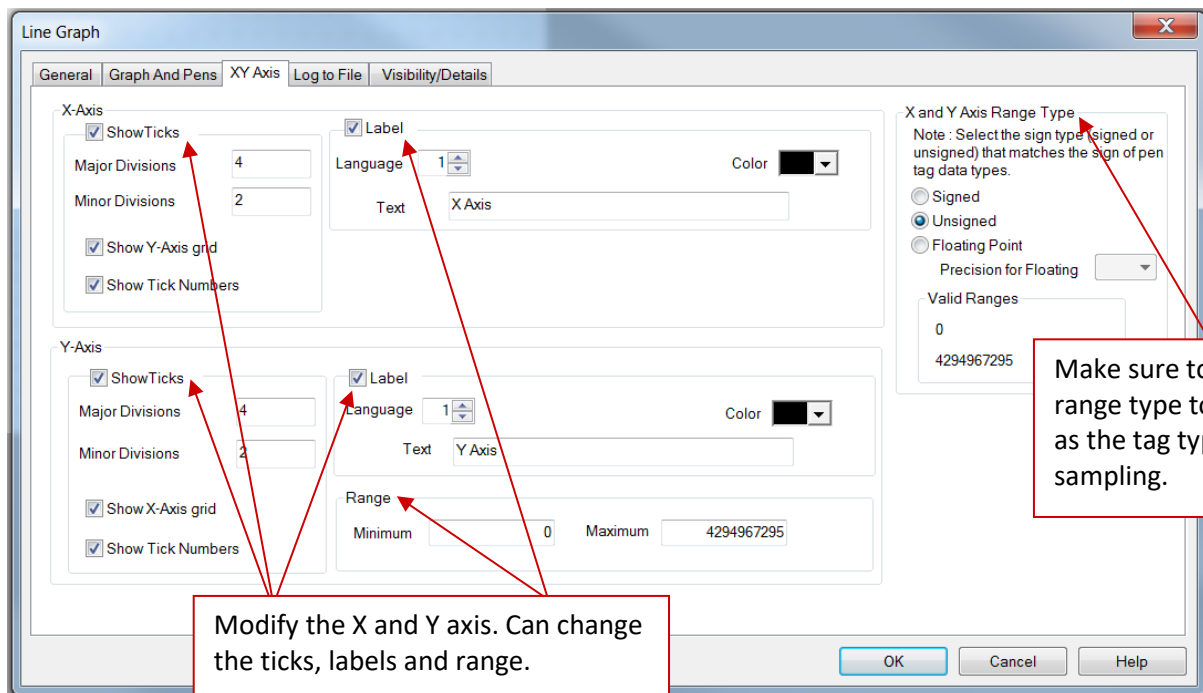 Line Graph
General Graph And Pens XY Axis Log to File Visibility/Details
X-Axis
ShowTicks
Major Divisions 4
Minor Divisions 2
Show Y-Axis grid
Show Tick Numbers
Label
Language 1 Color
Text X Axis
Y-Axis
ShowTicks
Major Divisions 4
Minor Divisions 2
Show X-Axis grid
Show Tick Numbers
Label
Language 1 Color
Text Y Axis
Range
Minimum 0 Maximum 4294967295
X and Y Axis Range Type
Note : Select the sign type (signed or
unsigned) that matches the sign of pen
tag data types.
Signed
Unsigned
Floating Point
Precision for Floating
Valid Ranges
0
4294967295
Make sure to
range type to
as the tag
sampling.
Modify the X and Y axis. Can change
the ticks, labels and range.
OK Cancel Help